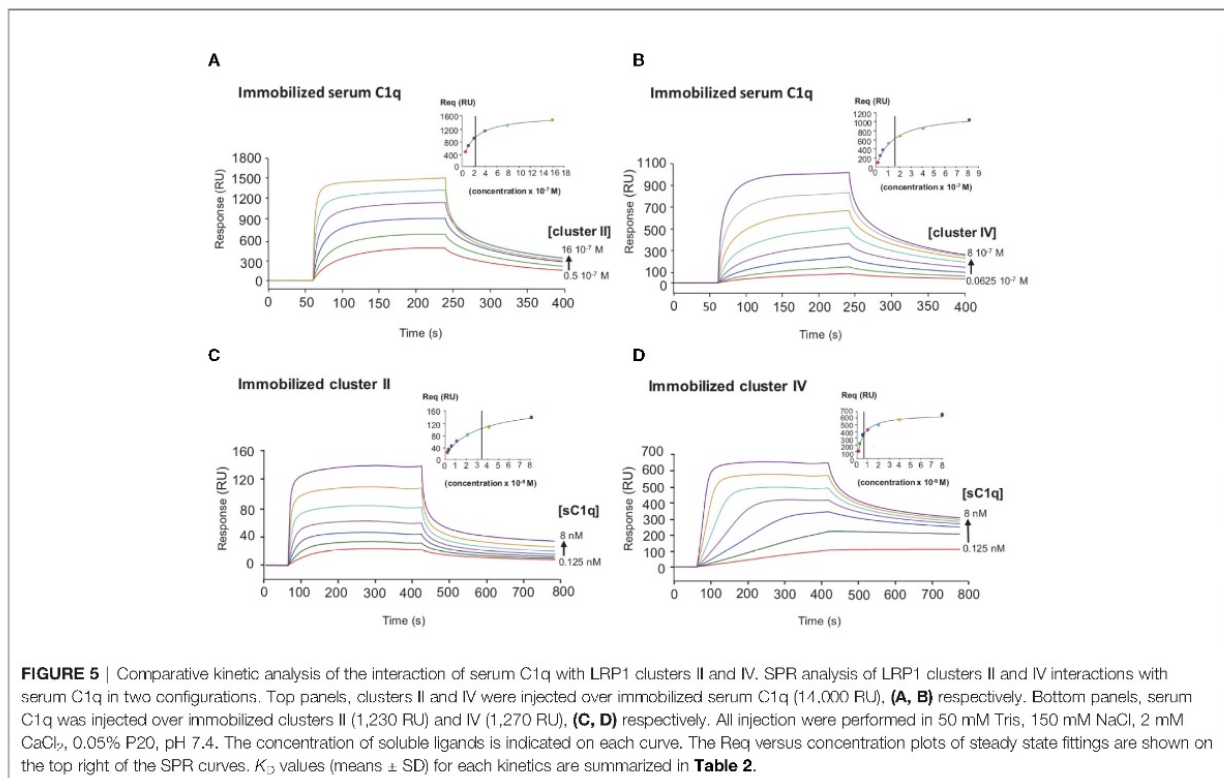 A
Immobilized serum C1q
Req (RU)
1600
1200
800
400
0
0 2 4 6 8 10 12 14 16 18
(concentration x 10⁻⁷ M)
1800
1500
1200
900
600
300
0
Response (RU)
[cluster II]
16 10⁻⁷ M
0.5 10⁻⁷ M
0 50 100 150 200 250 300 350 400
Time (s)
B
Immobilized serum C1q
Req (RU)
1200
1000
800
600
400
200
0
0 1 2 3 4 5 6 7 8 9
(concentration x 10⁻⁷ M)
1100
900
700
500
300
100
0
Response (RU)
[cluster IV]
8 10⁻⁷ M
0.0625 10⁻⁷ M
0 50 100 150 200 250 300 350 400
Time (s)
C
Immobilized cluster II
Req (RU)
160
120
80
40
0
0 1 2 3 4 5 6 7 8
(concentration x 10⁻⁹ M)
160
120
80
40
0
Response (RU)
[sC1q]
8 nM
0.125 nM
0 100 200 300 400 500 600 700 800
Time (s)
D
Immobilized cluster IV
Req (RU)
700
600
500
400
300
200
100
0 1 2 3 4 5 6 7 8
(concentration x 10⁻⁹ M)
700
600
500
400
300
200
100
0
Response (RU)
[sC1q]
8 nM
0.125 nM
0 100 200 300 400 500 600 700 800
Time (s)
FIGURE 5 | Comparative kinetic analysis of the interaction of serum C1q with LRP1 clusters II and IV. SPR analysis of LRP1 clusters II and IV interactions with
serum C1q in two configurations. Top panels, clusters II and IV were injected over immobilized serum C1q (14,000 RU), (A, B) respectively. Bottom panels, serum
C1q was injected over immobilized clusters II (1,230 RU) and IV (1,270 RU), (C, D) respectively. All injection were performed in 50 mM Tris, 150 mM NaCl, 2 mM
CaCl₂, 0.05% P20, pH 7.4. The concentration of soluble ligands is indicated on each curve. The Req versus concentration plots of steady state fittings are shown on
the top right of the SPR curves. K_D values (means ± SD) for each kinetics are summarized in Table 2.